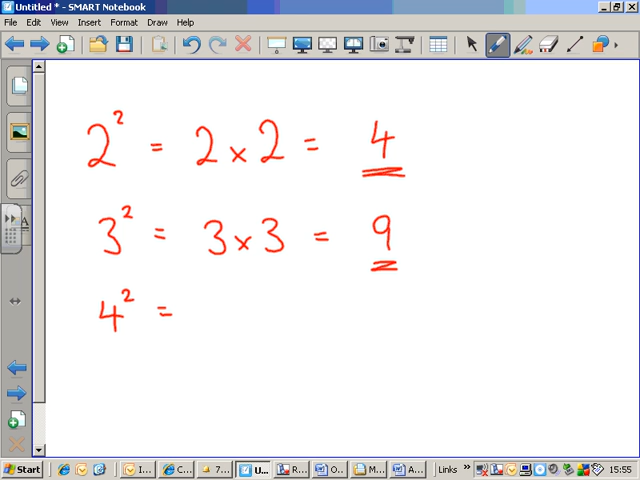 Untitled * - SMART Notebook
File Edit View Insert Format Draw Help
2² = 2 × 2 = 4
3² = 3 × 3 = 9
4² =
Start I... C... 7... U... R... O... M... A... Links » 15:55